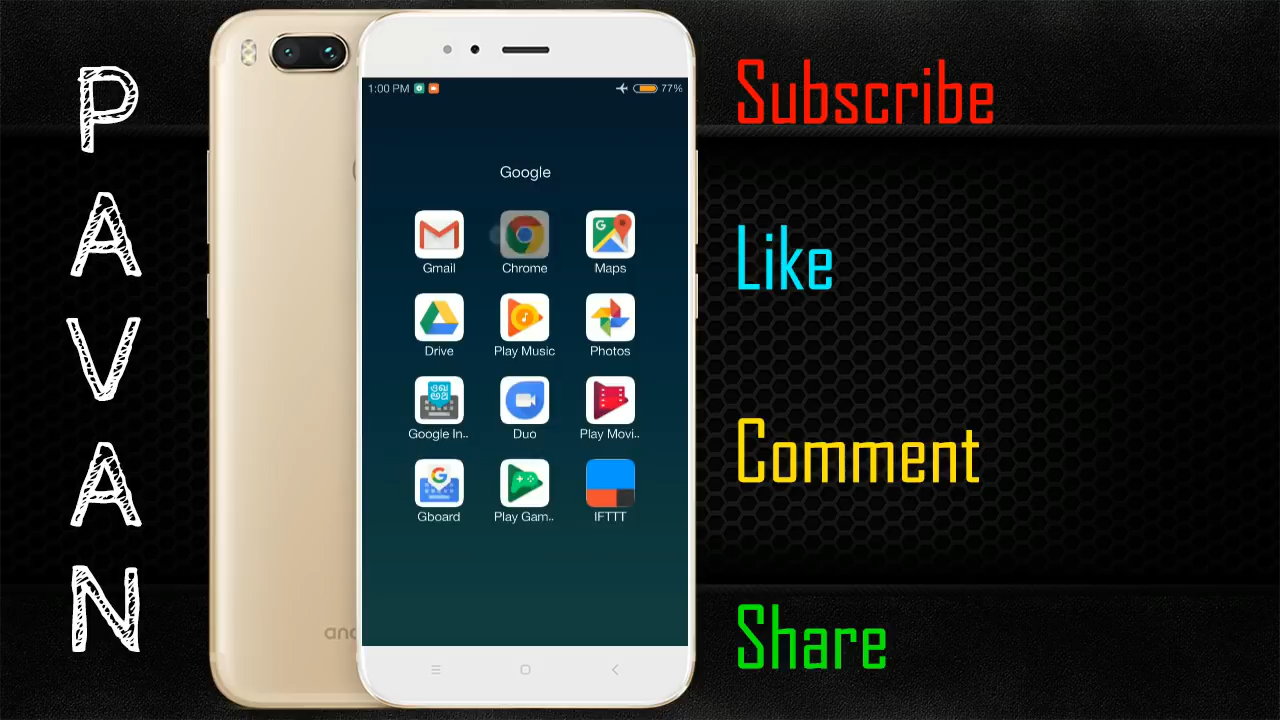 PAVAN
1:00 PM
77%
Google
Gmail
Chrome
Maps
Drive
Play Music
Photos
Google In..
Duo
Play Movi..
Gboard
Play Gam..
IFTTT
Subscribe
Like
Comment
Share